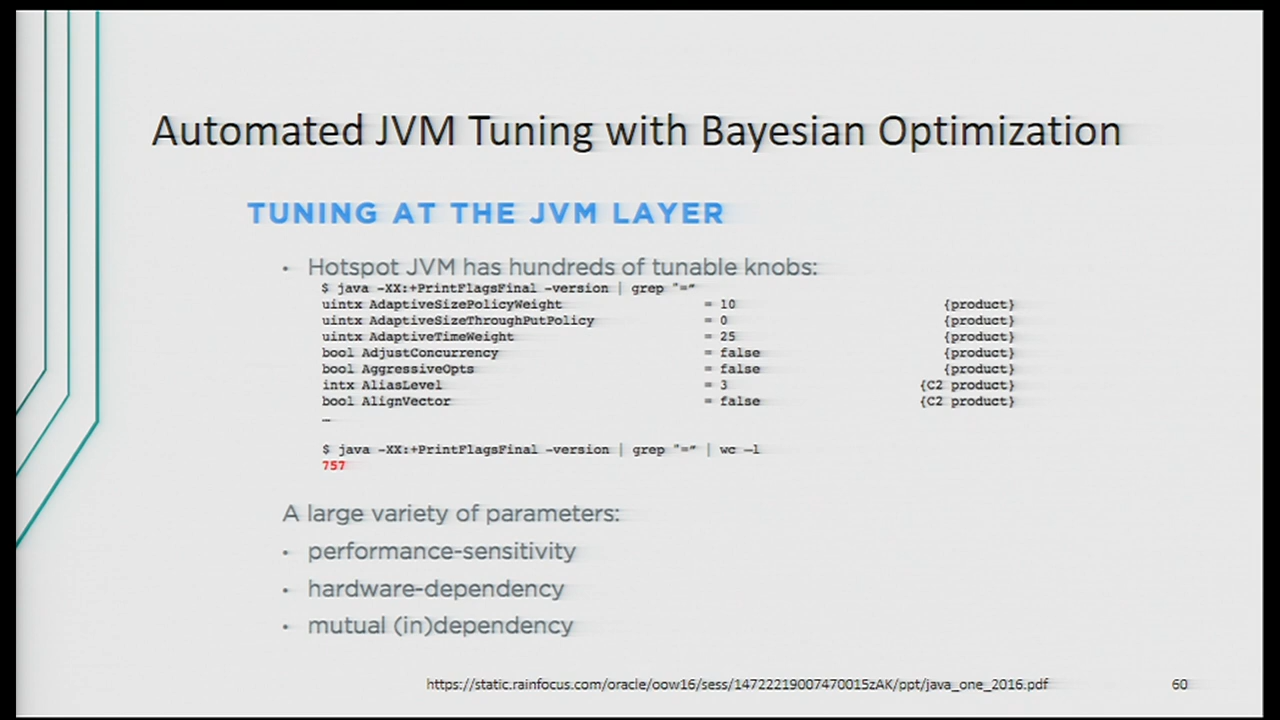 Automated JVM Tuning with Bayesian Optimization
TUNING AT THE JVM LAYER
• Hotspot JVM has hundreds of tunable knobs:
$ java -XX:+PrintFlagsFinal -version | grep "=“
uintx AdaptiveSizePolicyWeight = 10 {product}
uintx AdaptiveSizeThroughPutPolicy = 0 {product}
uintx AdaptiveTimeWeight = 25 {product}
bool AdjustConcurrency = false {product}
bool AggressiveOpts = false {product}
intx AliasLevel = 3 {C2 product}
bool AlignVector = false {C2 product}
…
$ java -XX:+PrintFlagsFinal -version | grep "=“ | wc –l
757
A large variety of parameters:
• performance-sensitivity
• hardware-dependency
• mutual (in)dependency
https://static.rainfocus.com/oracle/oow16/sess/14722219007470015zAK/ppt/java_one_2016.pdf 60